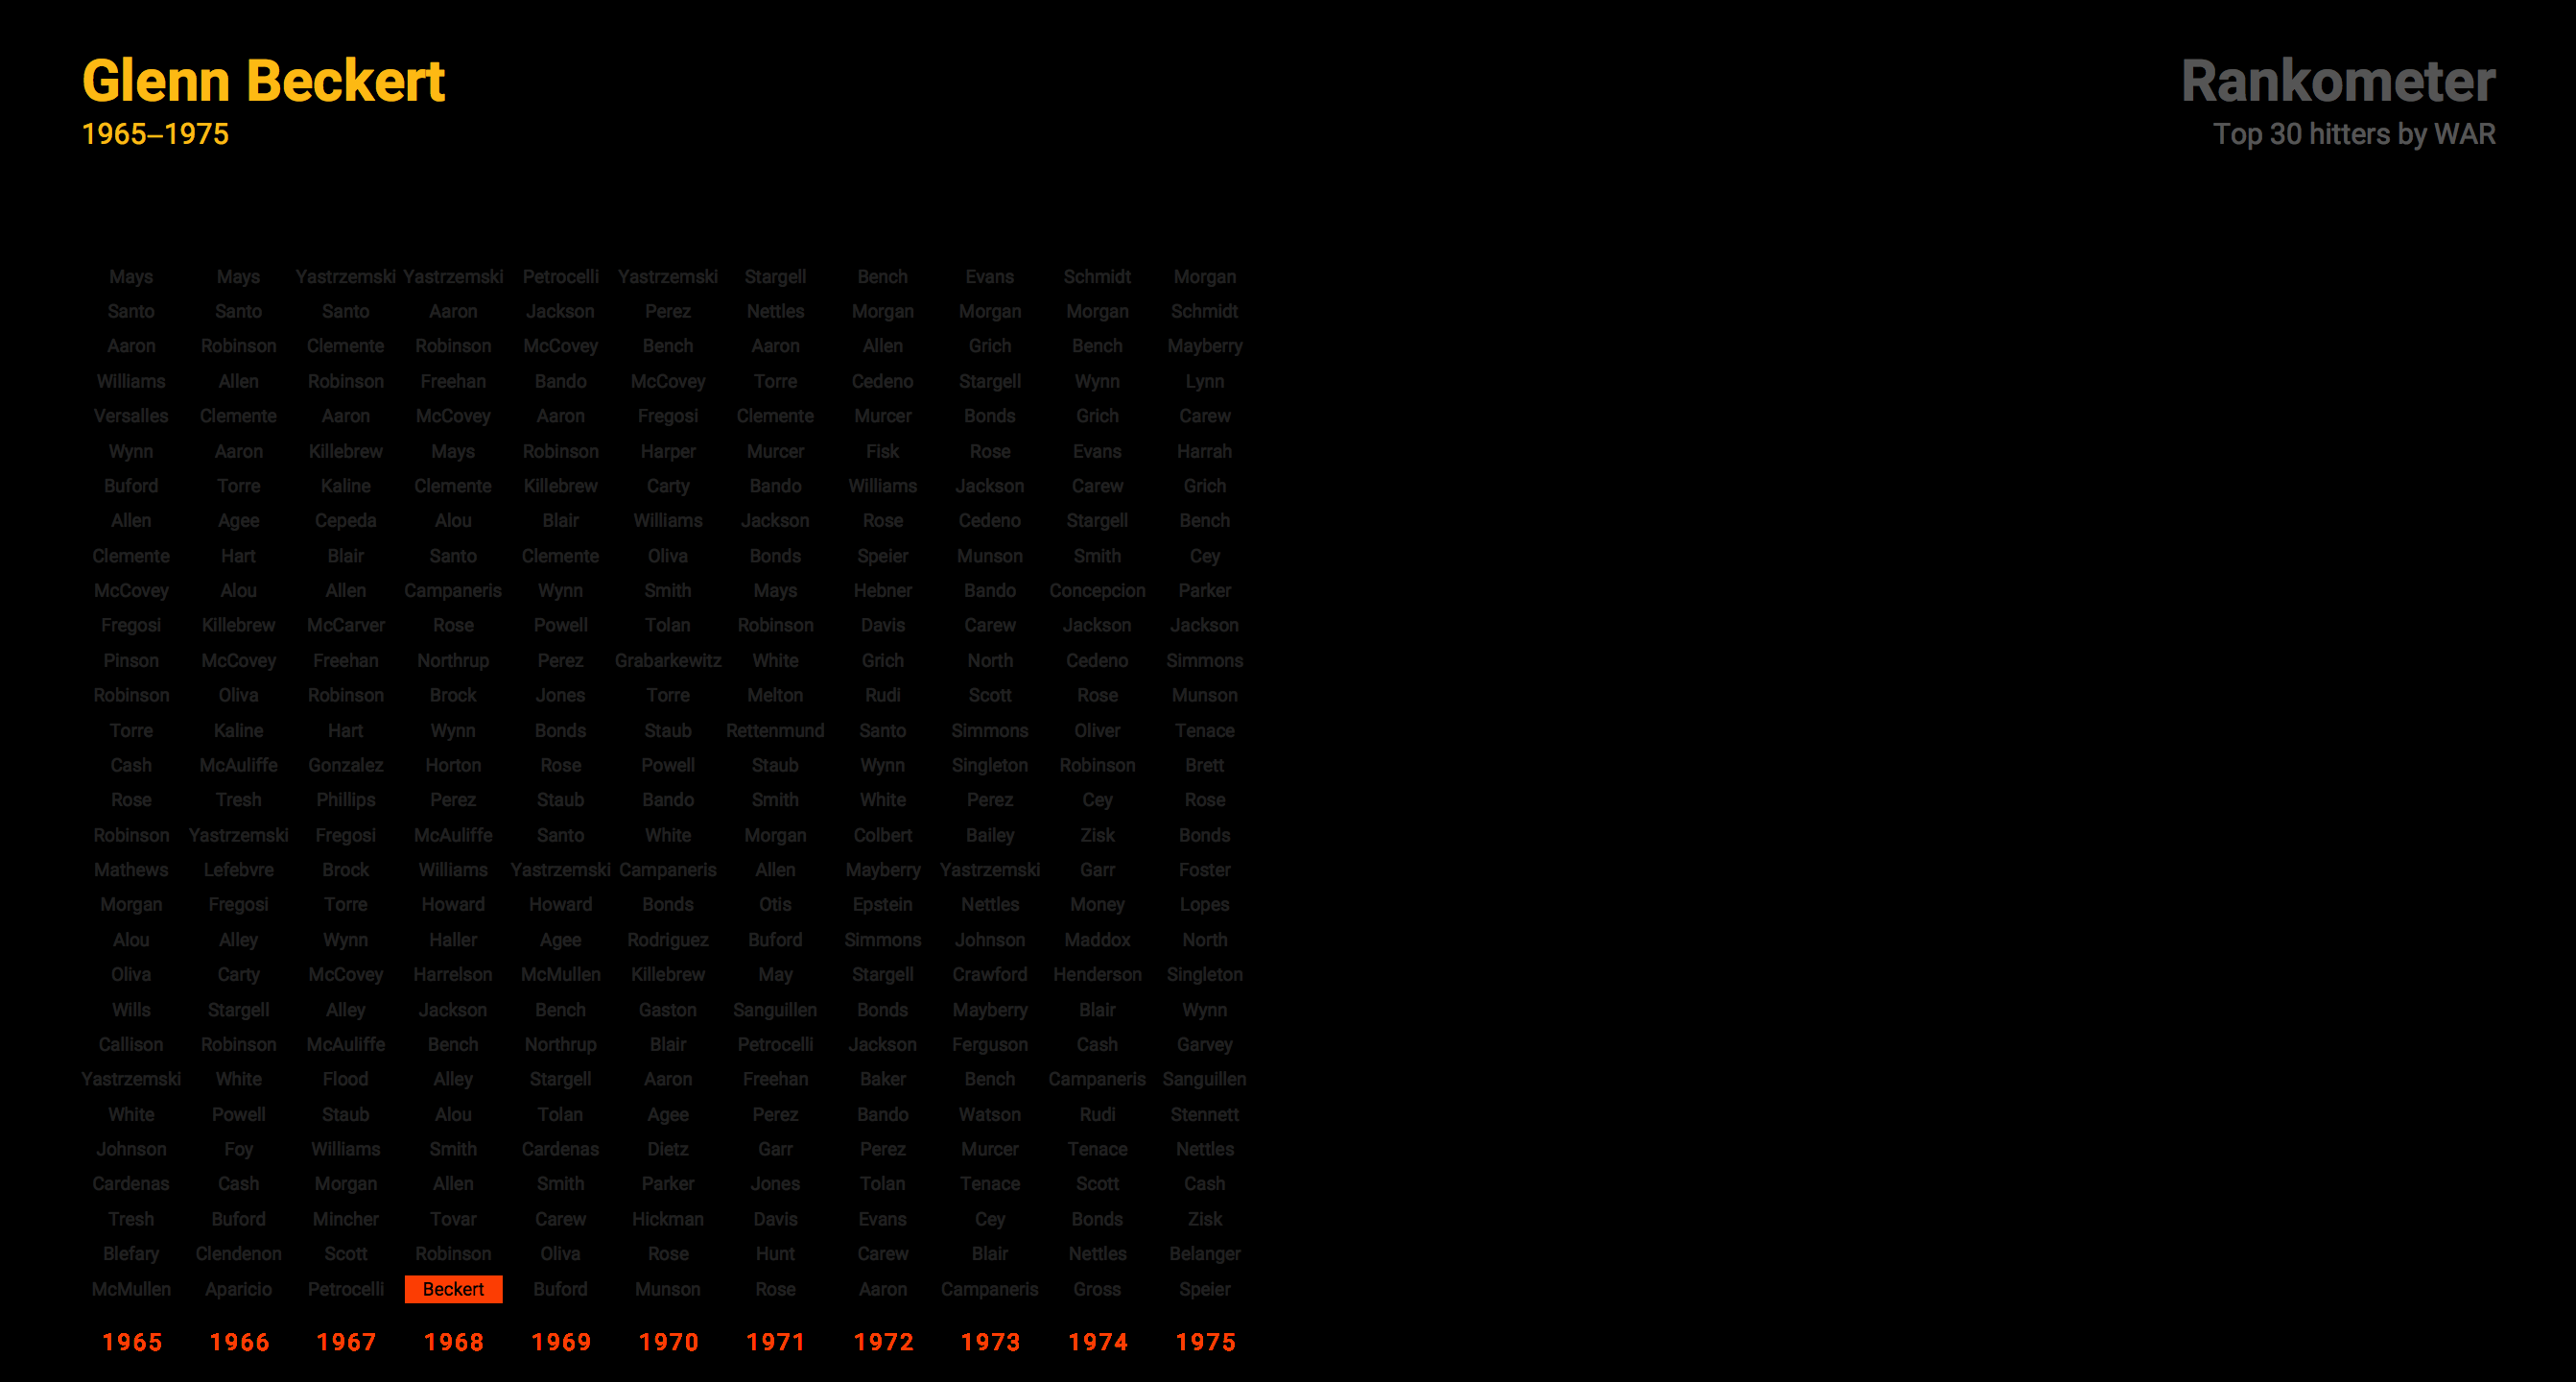 Glenn Beckert
1965–1975
Rankometer
Top 30 hitters by WAR
Mays Mays Yastrzemski Yastrzemski Petrocelli Yastrzemski Stargell Bench Evans Schmidt Morgan
Santo Santo Santo Aaron Jackson Perez Nettles Morgan Morgan Morgan Schmidt
Aaron Robinson Clemente Robinson McCovey Bench Aaron Allen Grich Bench Mayberry
Williams Allen Robinson Freehan Bando McCovey Torre Cedeno Stargell Wynn Lynn
Versalles Clemente Aaron McCovey Aaron Fregosi Clemente Murcer Bonds Grich Carew
Wynn Aaron Killebrew Mays Robinson Harper Murcer Fisk Rose Evans Harrah
Buford Torre Kaline Clemente Killebrew Carty Bando Williams Jackson Carew Grich
Allen Agee Cepeda Alou Blair Williams Jackson Rose Cedeno Stargell Bench
Clemente Hart Blair Santo Clemente Oliva Bonds Speier Munson Smith Cey
McCovey Alou Allen Campaneris Wynn Smith Mays Hebner Bando Concepcion Parker
Fregosi Killebrew McCarver Rose Powell Tolan Robinson Davis Carew Jackson Jackson
Pinson McCovey Freehan Northrup Perez Grabarkewitz White Grich North Cedeno Simmons
Robinson Oliva Robinson Brock Jones Torre Melton Rudi Scott Rose Munson
Torre Kaline Hart Wynn Bonds Staub Rettenmund Santo Simmons Oliver Tenace
Cash McAuliffe Gonzalez Horton Rose Powell Staub Wynn Singleton Robinson Brett
Rose Tresh Phillips Perez Staub Bando Smith White Perez Cey Rose
Robinson Yastrzemski Fregosi McAuliffe Santo White Morgan Colbert Bailey Zisk Bonds
Mathews Lefebvre Brock Williams Yastrzemski Campaneris Allen Mayberry Yastrzemski Garr Foster
Morgan Fregosi Torre Howard Howard Bonds Otis Epstein Nettles Money Lopes
Alou Alley Wynn Haller Agee Rodriguez Buford Simmons Johnson Maddox North
Oliva Carty McCovey Harrelson McMullen Killebrew May Stargell Crawford Henderson Singleton
Wills Stargell Alley Jackson Bench Gaston Sanguillen Bonds Mayberry Blair Wynn
Callison Robinson McAuliffe Bench Northrup Blair Petrocelli Jackson Ferguson Cash Garvey
Yastrzemski White Flood Alley Stargell Aaron Freehan Baker Bench Campaneris Sanguillen
White Powell Staub Alou Tolan Agee Perez Bando Watson Rudi Stennett
Johnson Foy Williams Smith Cardenas Dietz Garr Perez Murcer Tenace Nettles
Cardenas Cash Morgan Allen Smith Parker Jones Tolan Tenace Scott Cash
Tresh Buford Mincher Tovar Carew Hickman Davis Evans Cey Bonds Zisk
Blefary Clendenon Scott Robinson Oliva Rose Hunt Carew Blair Nettles Belanger
McMullen Aparicio Petrocelli Beckert Buford Munson Rose Aaron Campaneris Gross Speier
1965 1966 1967 1968 1969 1970 1971 1972 1973 1974 1975